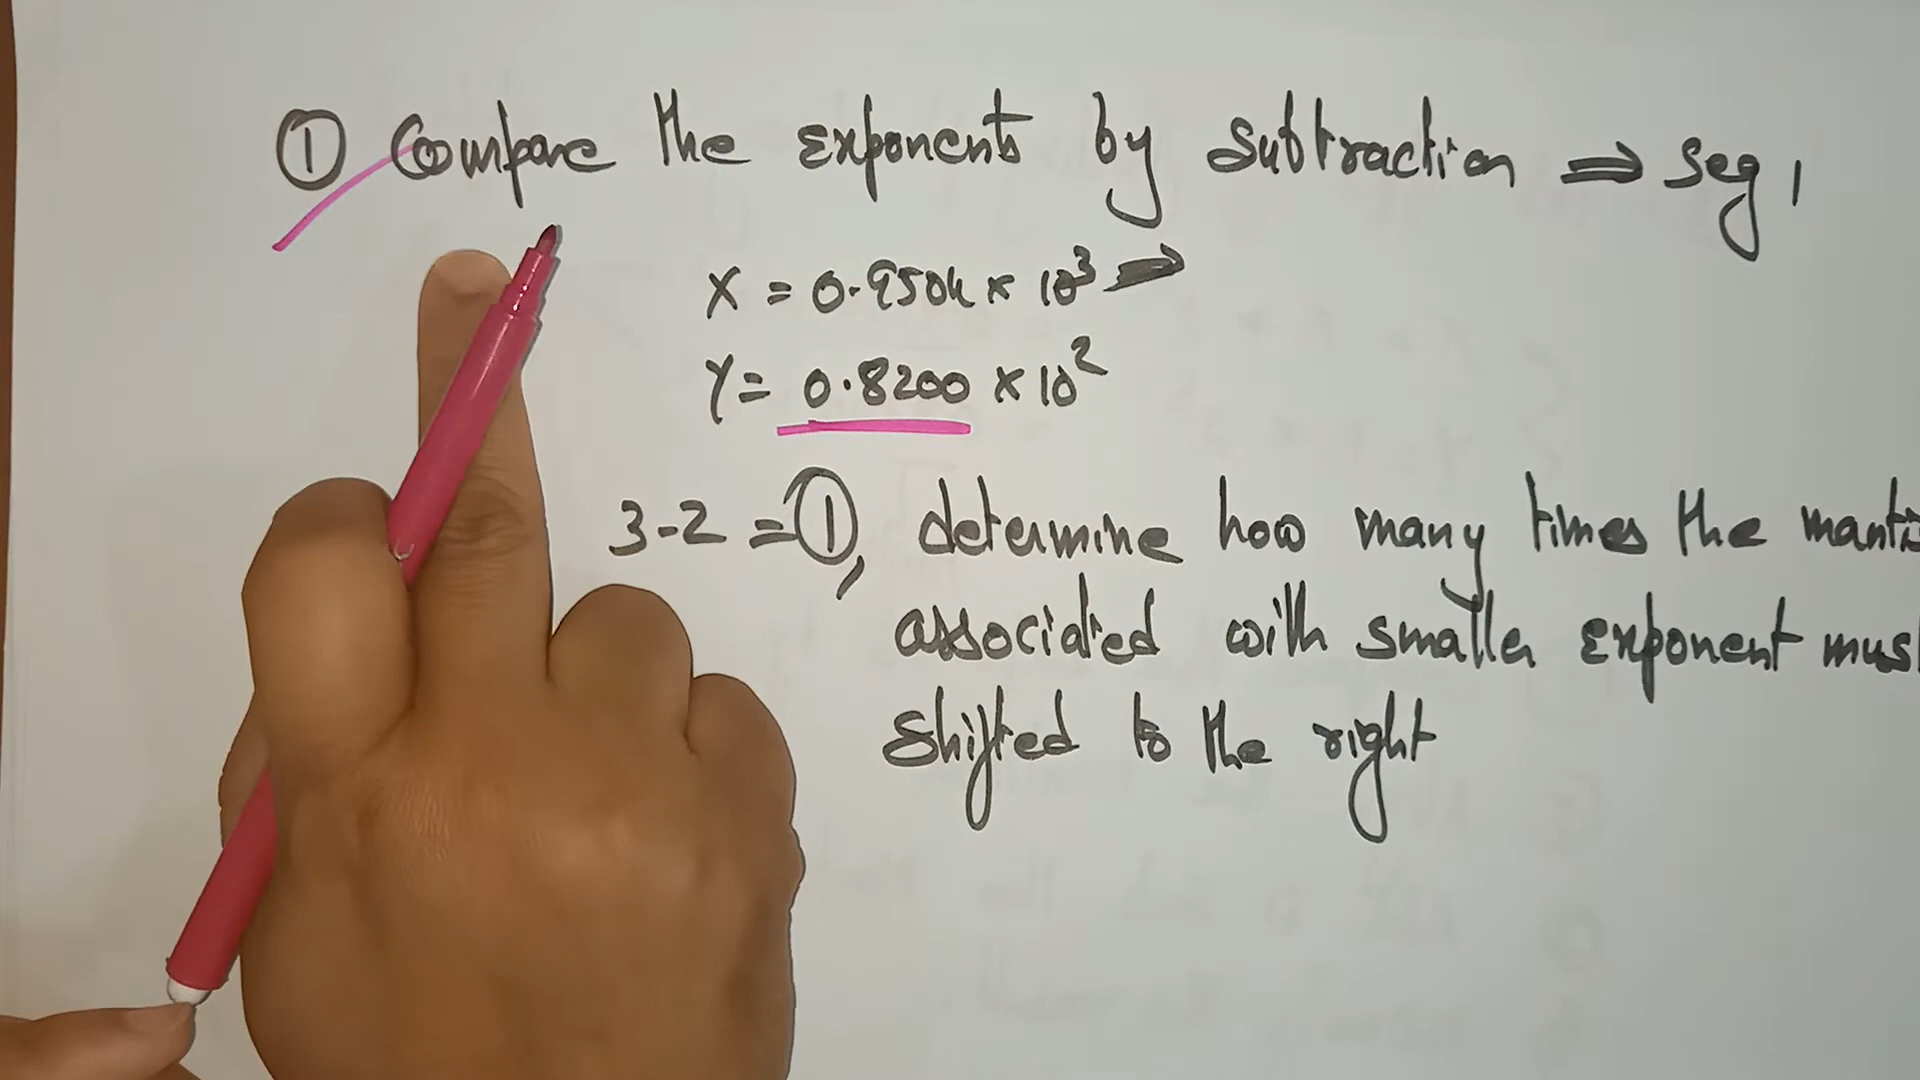 ① Compare the exponents by subtraction ⇒ seg 1
X = 0.9504 × 10³ →
Y = 0.8200 × 10²
3-2 = ①, determine how many times the
associated with smaller exponent
shifted to the right